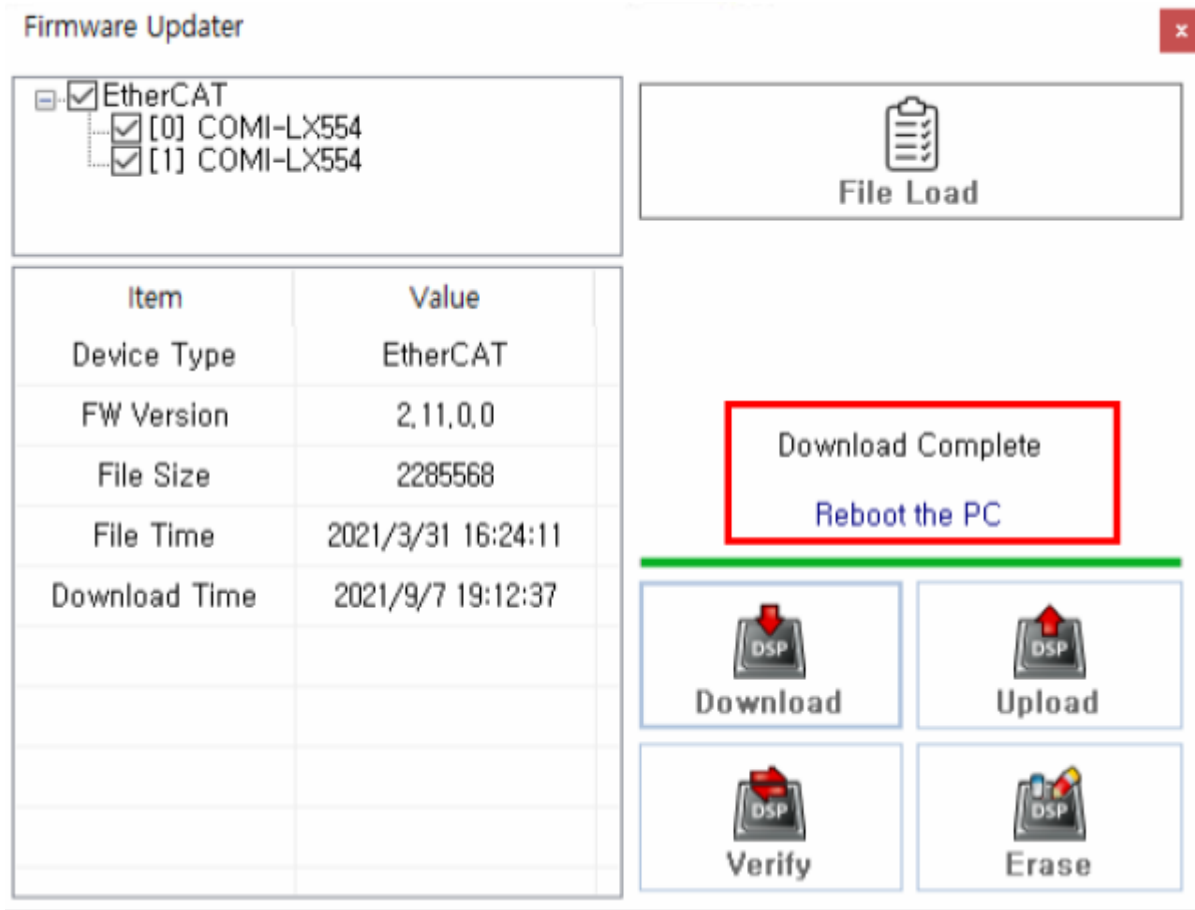 Firmware Updater
x
EtherCAT
[0] COMI-LX554
[1] COMI-LX554
File Load
Item Value
Device Type EtherCAT
FW Version 2,11,0,0
File Size 2285568
File Time 2021/3/31 16:24:11
Download Time 2021/9/7 19:12:37
Download Complete
Reboot the PC
DSP
Download
DSP
Upload
DSP
Verify
DSP
Erase